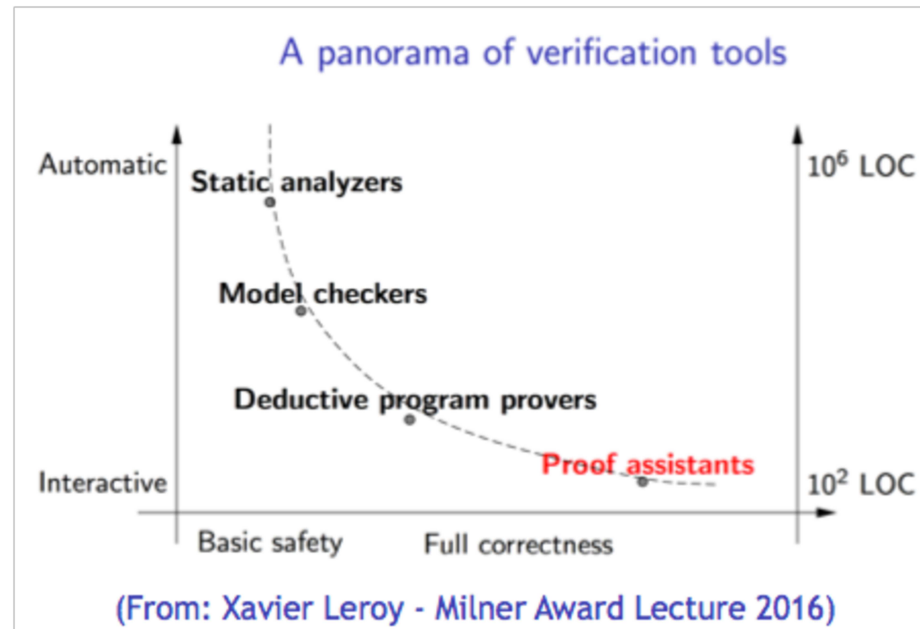 A panorama of verification tools
Automatic
10⁶ LOC
Static analyzers
Model checkers
Deductive program provers
Proof assistants
Interactive
10² LOC
Basic safety
Full correctness
(From: Xavier Leroy - Milner Award Lecture 2016)